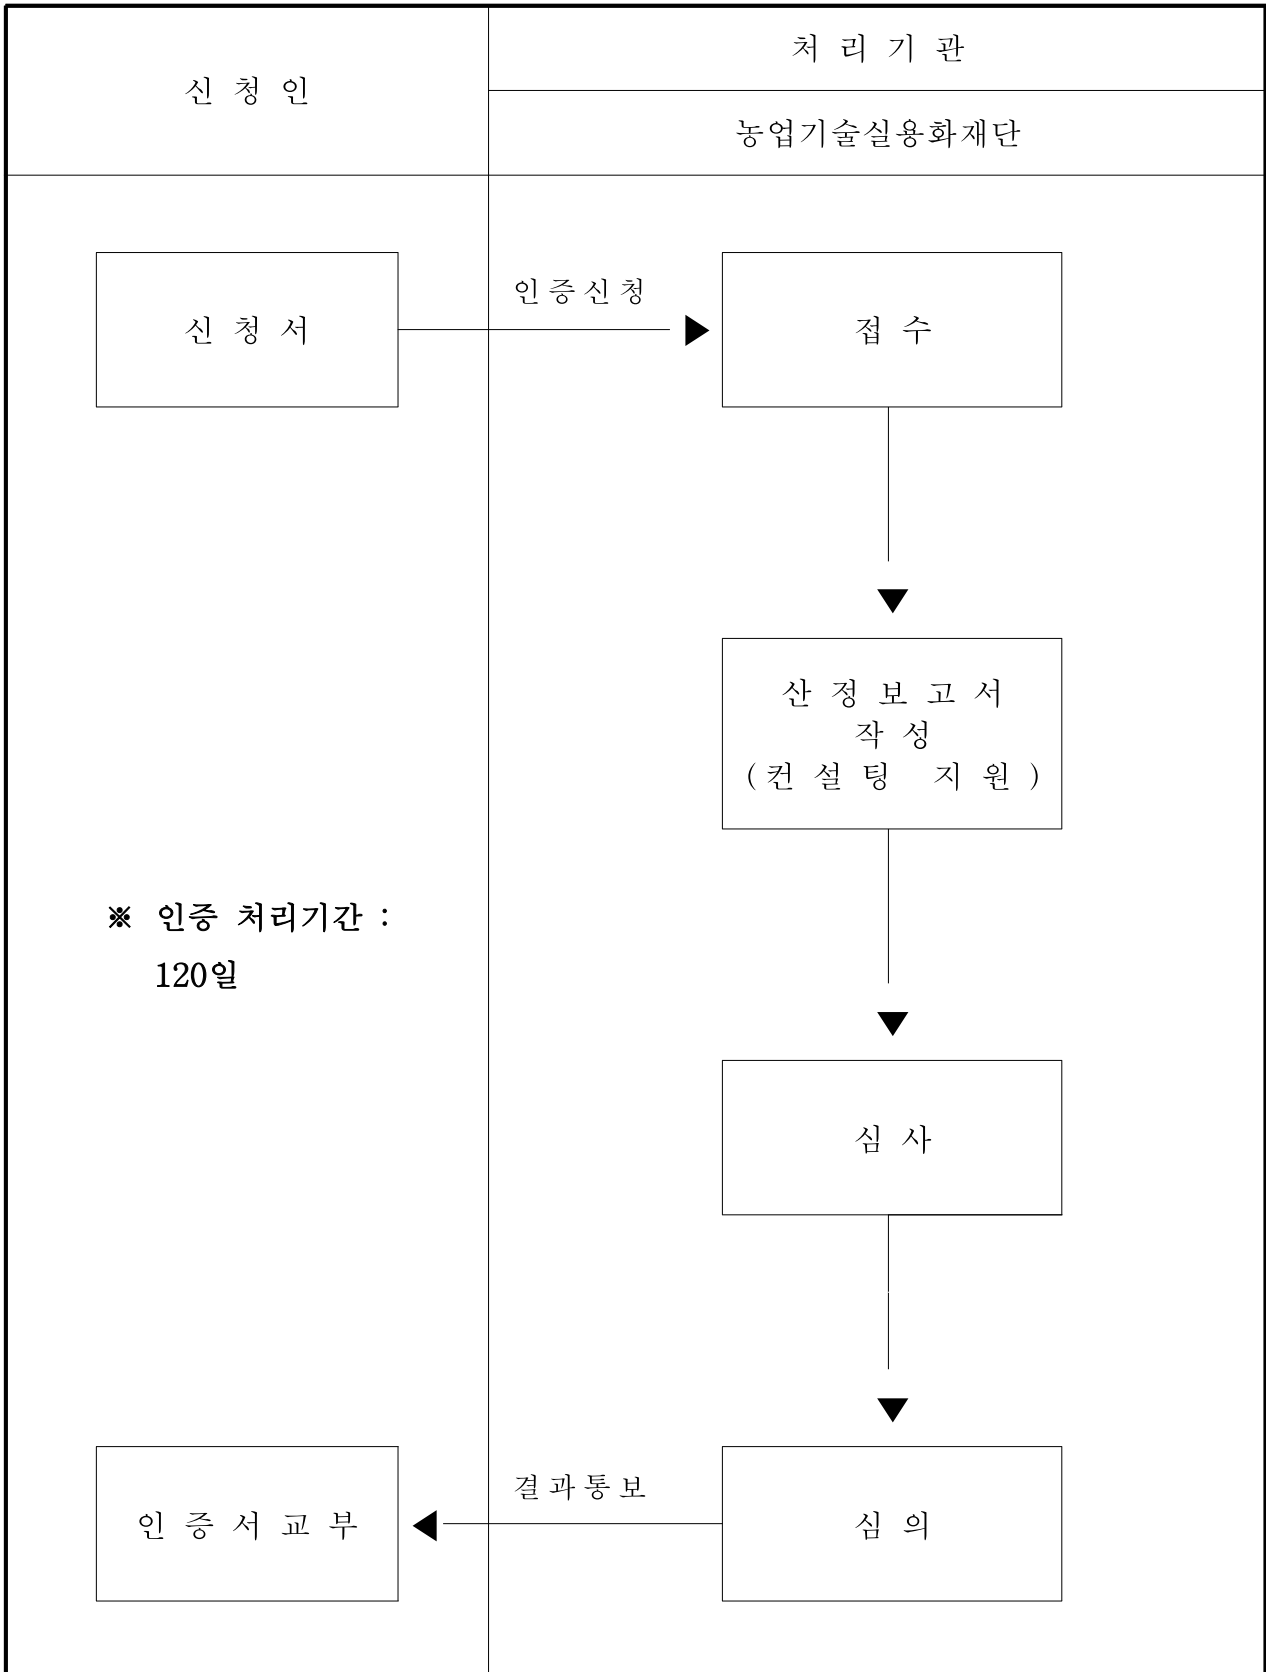 신청인
처리기관
농업기술실용화재단
신청서
인증신청
접수
산정보고서
작성
(컨설팅 지원)
※ 인증 처리기간 :
120일
심사
인증서교부
결과통보
심의